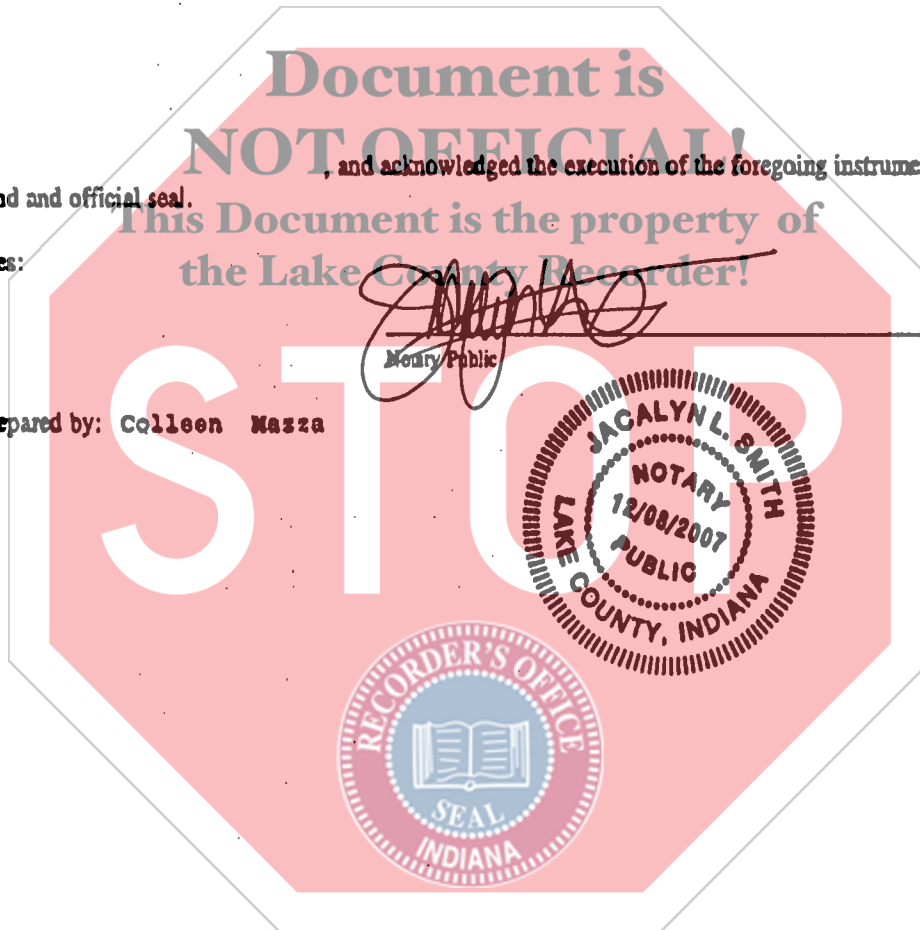 Document is
NOT OFFICIAL!
, and acknowledged the execution of the foregoing instrume
nd and official seal.
This Document is the property of
es:
the Lake County Recorder!
Notary Public
STOP
epared by: Colleen Mazza
JACALYN L. SMITH
NOTARY
12/08/2007
PUBLIC
LAKE COUNTY, INDIANA
RECORDER'S OFFICE
SEAL
INDIANA